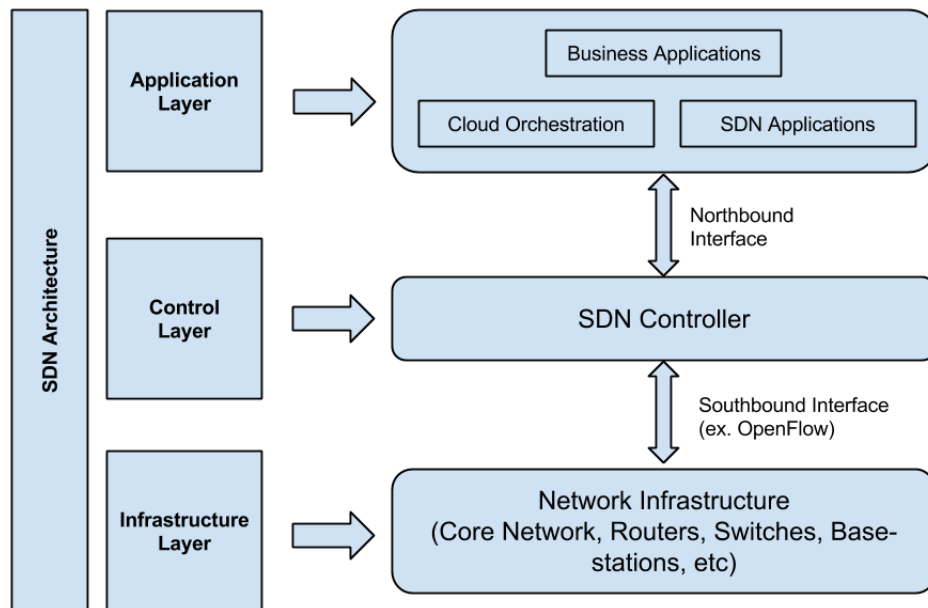 SDN Architecture
Application
Layer
Business Applications
Cloud Orchestration
SDN Applications
Northbound
Interface
Control
Layer
SDN Controller
Southbound Interface
(ex. OpenFlow)
Infrastructure
Layer
Network Infrastructure
(Core Network, Routers, Switches, Base-
stations, etc)